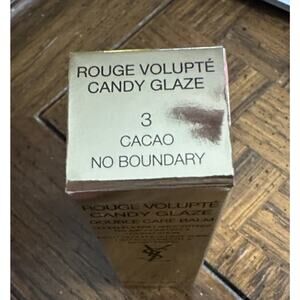 ROUGE VOLUPTÉ
CANDY GLAZE
3
CACAO
NO BOUNDARY
ROUGE VOLUPTÉ
CANDY GLAZE
DOUBLE CARE BALM